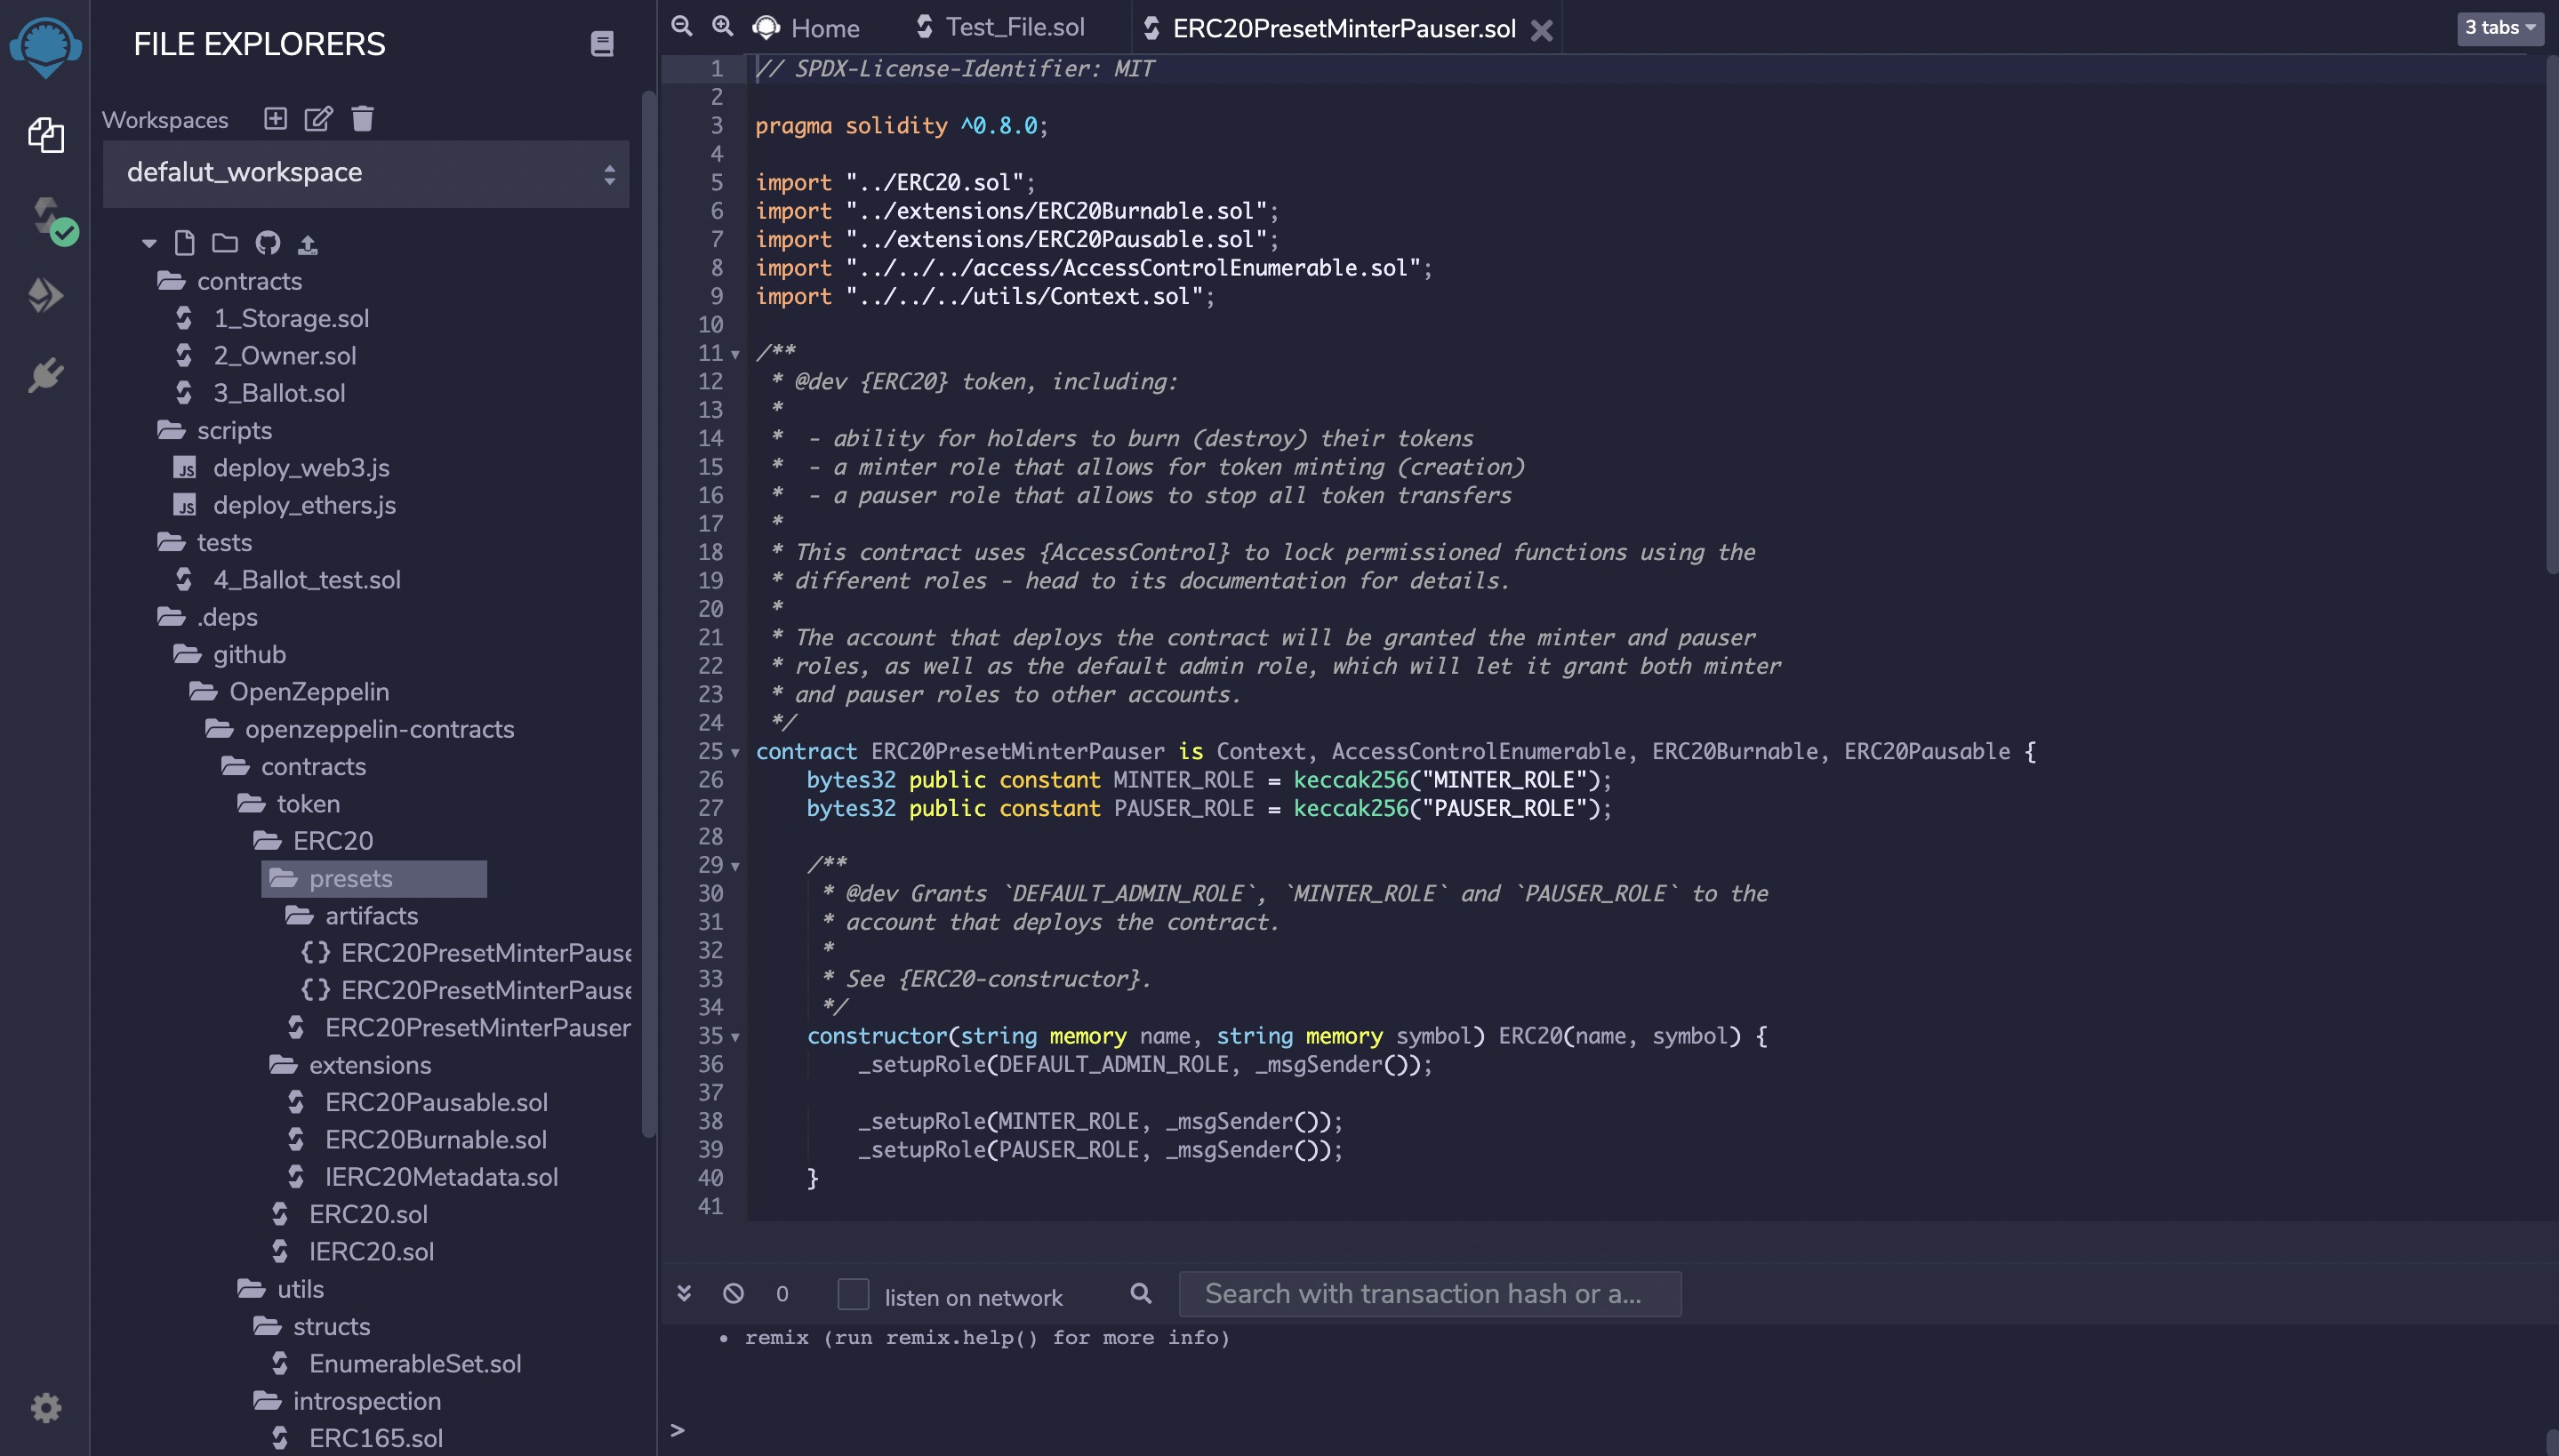 FILE EXPLORERS
Workspaces
defalut_workspace
contracts
1_Storage.sol
2_Owner.sol
3_Ballot.sol
scripts
JS deploy_web3.js
JS deploy_ethers.js
tests
4_Ballot_test.sol
.deps
github
OpenZeppelin
openzeppelin-contracts
contracts
token
ERC20
presets
artifacts
{} ERC20PresetMinterPause
{} ERC20PresetMinterPause
ERC20PresetMinterPauser
extensions
ERC20Pausable.sol
ERC20Burnable.sol
IERC20Metadata.sol
ERC20.sol
IERC20.sol
utils
structs
EnumerableSet.sol
introspection
ERC165.sol
Home Test_File.sol ERC20PresetMinterPauser.sol 3 tabs
1 // SPDX-License-Identifier: MIT
2
3 pragma solidity ^0.8.0;
4
5 import "../ERC20.sol";
6 import "../extensions/ERC20Burnable.sol";
7 import "../extensions/ERC20Pausable.sol";
8 import "../../../access/AccessControlEnumerable.sol";
9 import "../../../utils/Context.sol";
10
11 /**
12 * @dev {ERC20} token, including:
13 *
14 * - ability for holders to burn (destroy) their tokens
15 * - a minter role that allows for token minting (creation)
16 * - a pauser role that allows to stop all token transfers
17 *
18 * This contract uses {AccessControl} to lock permissioned functions using the
19 * different roles - head to its documentation for details.
20 *
21 * The account that deploys the contract will be granted the minter and pauser
22 * roles, as well as the default admin role, which will let it grant both minter
23 * and pauser roles to other accounts.
24 */
25 contract ERC20PresetMinterPauser is Context, AccessControlEnumerable, ERC20Burnable, ERC20Pausable {
26 bytes32 public constant MINTER_ROLE = keccak256("MINTER_ROLE");
27 bytes32 public constant PAUSER_ROLE = keccak256("PAUSER_ROLE");
28
29 /**
30 * @dev Grants `DEFAULT_ADMIN_ROLE`, `MINTER_ROLE` and `PAUSER_ROLE` to the
31 * account that deploys the contract.
32 *
33 * See {ERC20-constructor}.
34 */
35 constructor(string memory name, string memory symbol) ERC20(name, symbol) {
36 _setupRole(DEFAULT_ADMIN_ROLE, _msgSender());
37
38 _setupRole(MINTER_ROLE, _msgSender());
39 _setupRole(PAUSER_ROLE, _msgSender());
40 }
41
0 listen on network Search with transaction hash or a...
• remix (run remix.help() for more info)
>